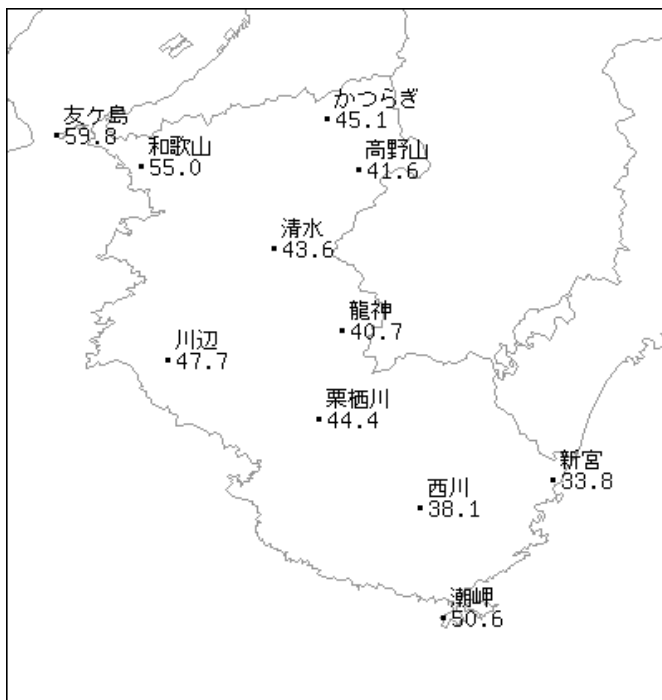 かつらぎ
45.1
友ケ島
59.8
和歌山
55.0
高野山
41.6
清水
43.6
龍神
40.7
川辺
47.7
栗栖川
44.4
新宮
33.8
西川
38.1
潮岬
50.6